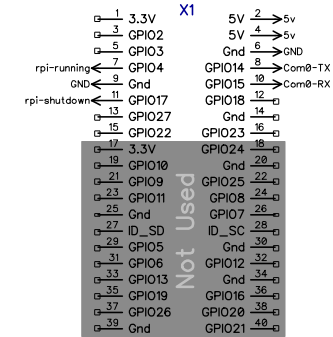 X1
1 3.3V 5V 2 5v
3 GPIO2 5V 4 5v
5 GPIO3 Gnd 6 GND
rpi-running 7 GPIO4 GPIO14 8 Com0-TX
GND 9 Gnd GPIO15 10 Com0-RX
rpi-shutdown 11 GPIO17 GPIO18 12
13 GPIO27 Gnd 14
15 GPIO22 GPIO23 16
17 3.3V GPIO24 18
19 GPIO10 Gnd 20
21 GPIO9 GPIO25 22
23 GPIO11 GPIO8 24
25 Gnd GPIO7 26
27 ID_SD ID_SC 28
29 GPIO5 Gnd 30
31 GPIO6 GPIO12 32
33 GPIO13 Gnd 34
35 GPIO19 GPIO16 36
37 GPIO26 GPIO20 38
39 Gnd GPIO21 40
Not Used